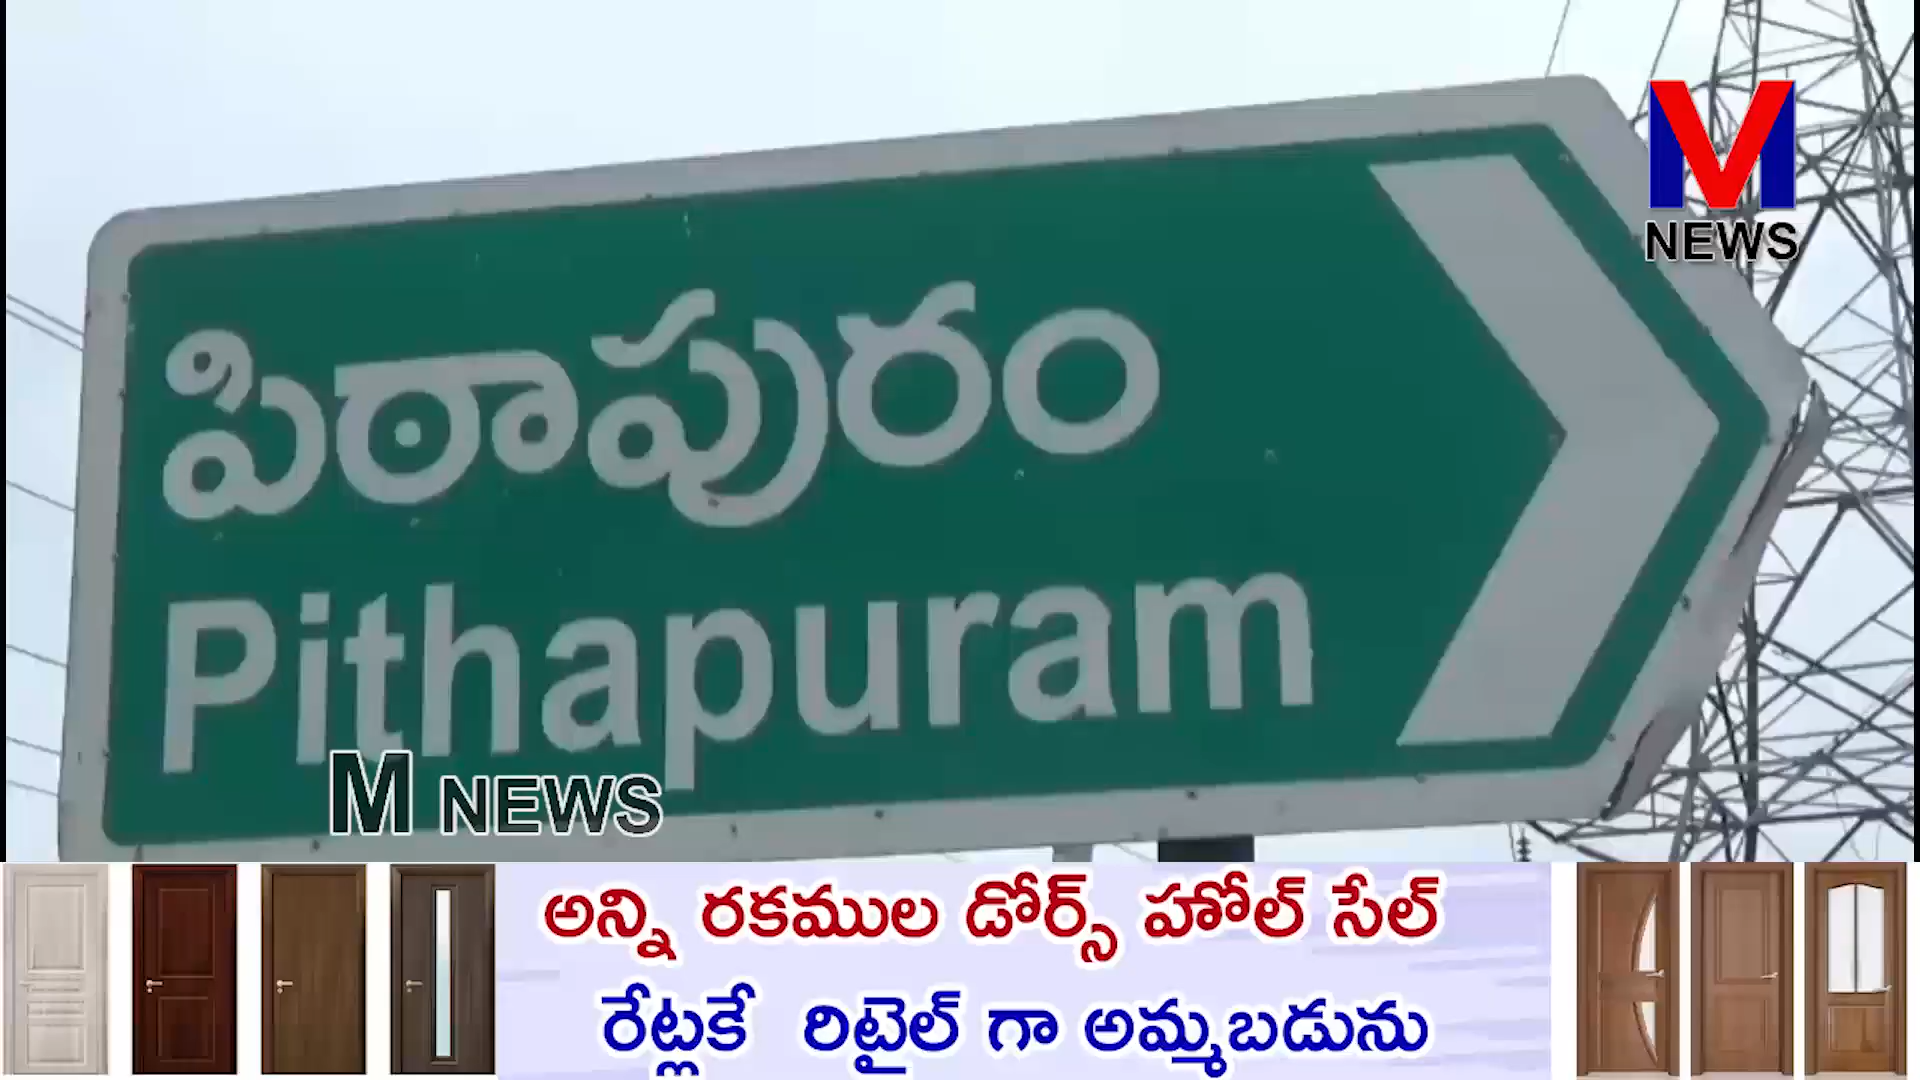 M
NEWS
పిఠాపురం
Pithapuram
M NEWS
అన్ని రకముల డోర్స్ హోల్ సేల్
రేట్లకే రిటైల్ గా అమ్మబడును